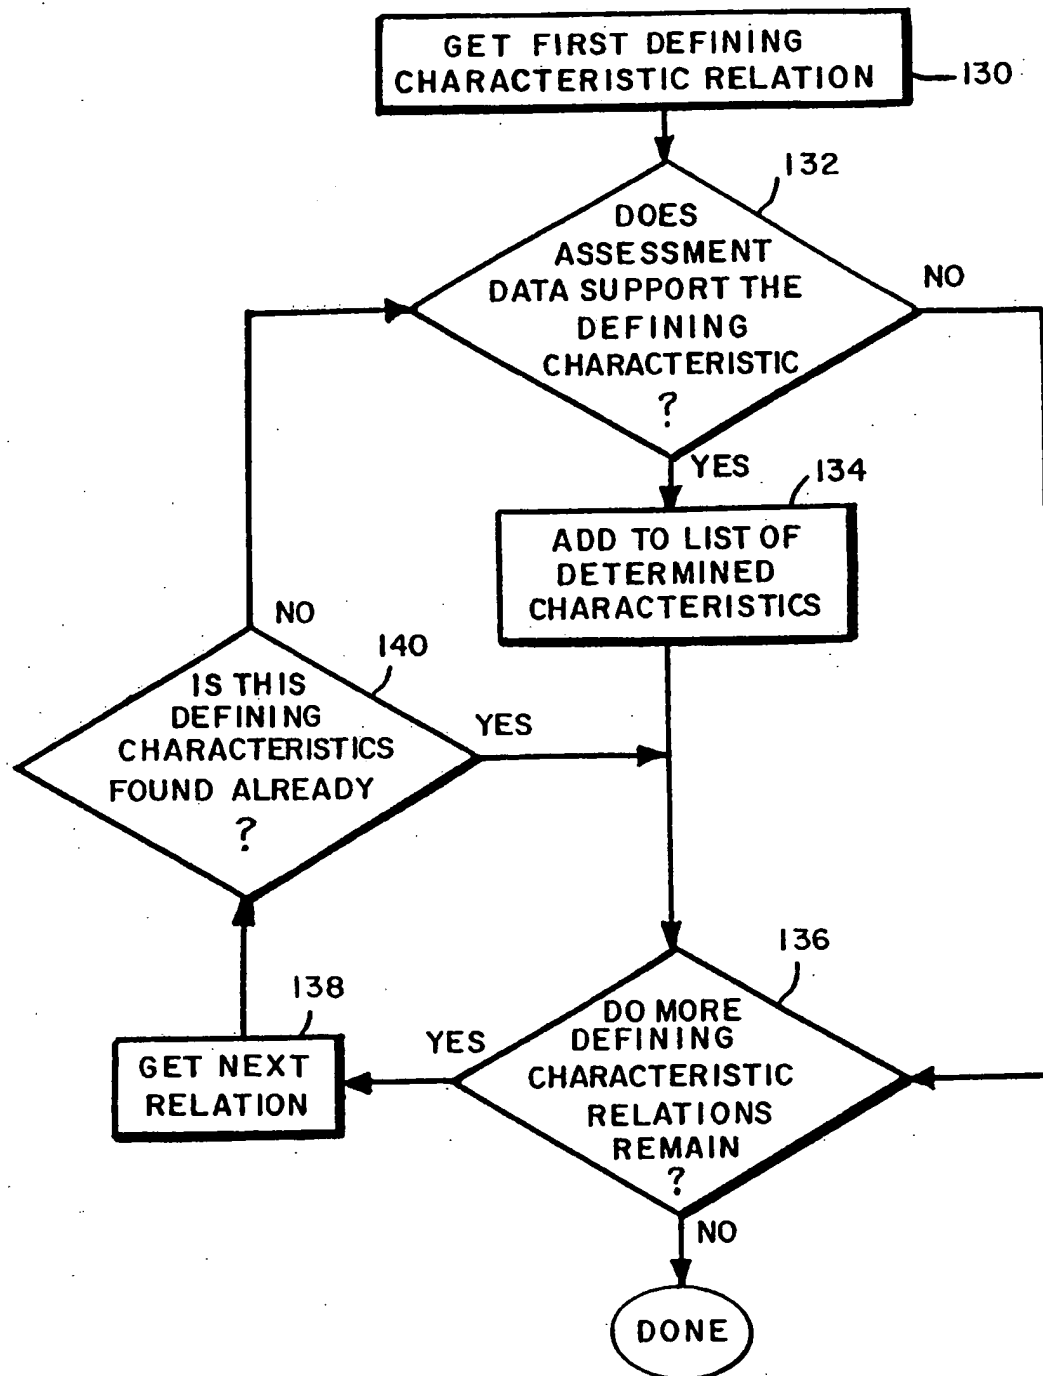 GET FIRST DEFINING
CHARACTERISTIC RELATION
130
132
DOES
ASSESSMENT
DATA SUPPORT THE
DEFINING
CHARACTERISTIC
?
NO
YES
134
ADD TO LIST OF
DETERMINED
CHARACTERISTICS
NO
140
IS THIS
DEFINING
CHARACTERISTICS
FOUND ALREADY
?
YES
136
DO MORE
DEFINING
CHARACTERISTIC
RELATIONS
REMAIN
?
YES
138
GET NEXT
RELATION
NO
DONE